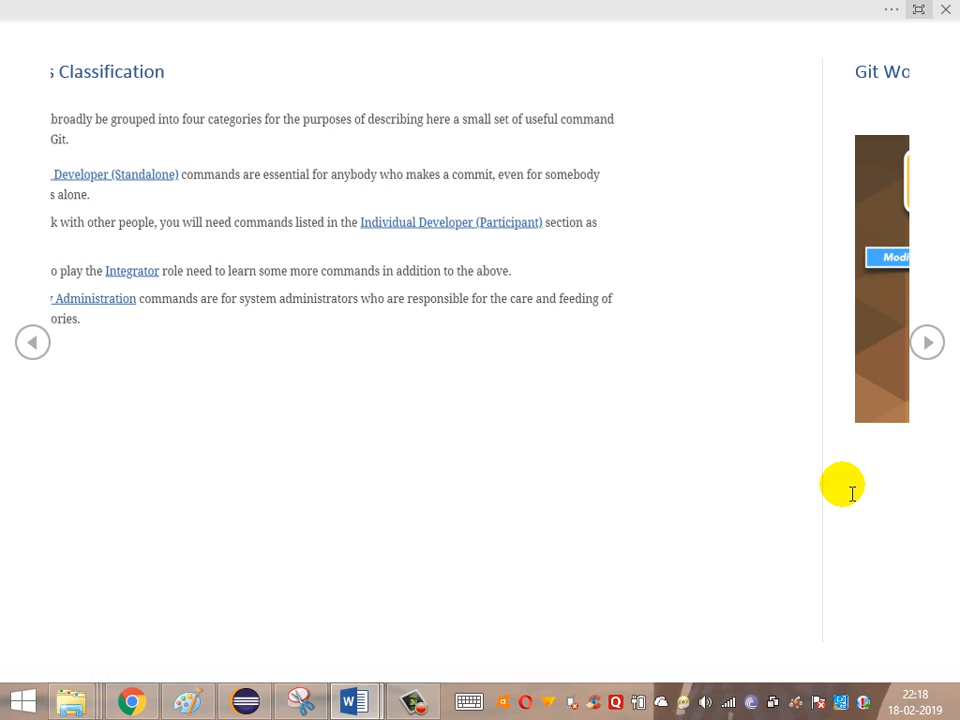 s Classification
Git Wo
broadly be grouped into four categories for the purposes of describing here a small set of useful command
Git.
Developer (Standalone) commands are essential for anybody who makes a commit, even for somebody
s alone.
k with other people, you will need commands listed in the Individual Developer (Participant) section as
Modi
o play the Integrator role need to learn some more commands in addition to the above.
y Administration commands are for system administrators who are responsible for the care and feeding of
ories.
22:18
18-02-2019